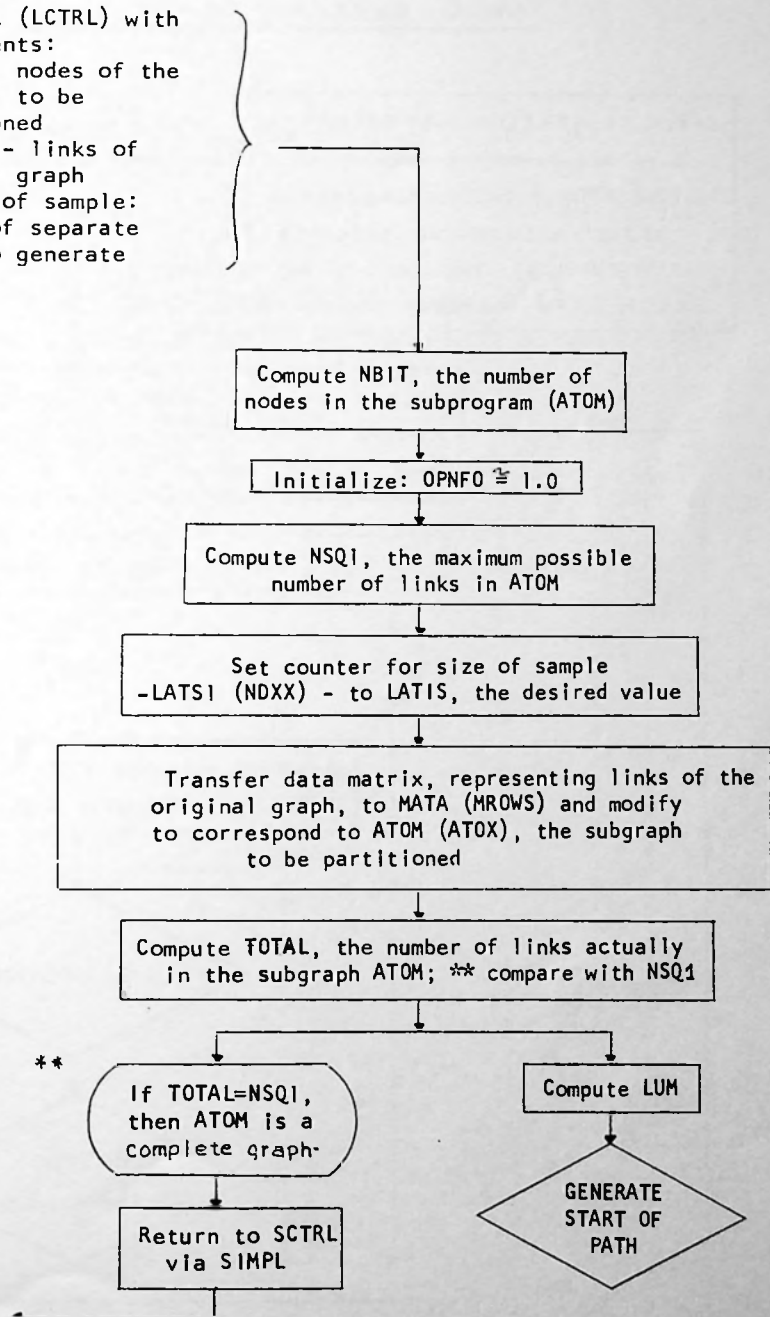 (LCTRL) with
ents:
nodes of the
to be
oned
- links of
graph
of sample:
of separate
generate
Compute NBIT, the number of
nodes in the subprogram (ATOM)
Initialize: OPNFO ≅ 1.0
Compute NSQ1, the maximum possible
number of links in ATOM
Set counter for size of sample
-LATS1 (NDXX) - to LATIS, the desired value
Transfer data matrix, representing links of the
original graph, to MATA (MROWS) and modify
to correspond to ATOM (ATOX), the subgraph
to be partitioned
Compute TOTAL, the number of links actually
in the subgraph ATOM; ** compare with NSQ1
**
If TOTAL=NSQ1,
then ATOM is a
complete graph.
Compute LUM
Return to SCTRL
via SIMPL
GENERATE
START OF
PATH